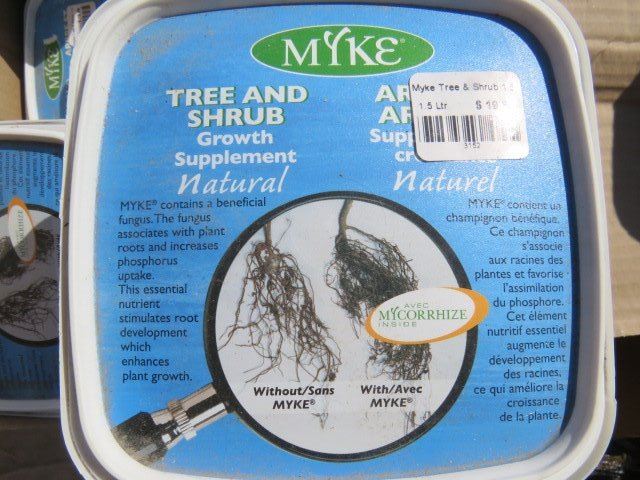 MYKE®
TREE AND
SHRUB
Growth
Supplement
Natural
MYKE® contains a beneficial
fungus. The fungus
associates with plant
roots and increases
phosphorus
uptake.
This essential
nutrient
stimulates root
development
which
enhances
plant growth.
Myke Tree & Shrub
1.5 Ltr $
3152
Naturel
MYKE® contient un
champignon bénéfique.
Ce champignon
s'associe
aux racines des
plantes et favorise
l'assimilation
du phosphore.
Cet élément
nutritif essentiel
augmente le
développement
des racines,
ce qui améliore la
croissance
de la plante.
AVEC
MYCORRHIZE
INSIDE
Without/Sans
MYKE®
With/Avec
MYKE®